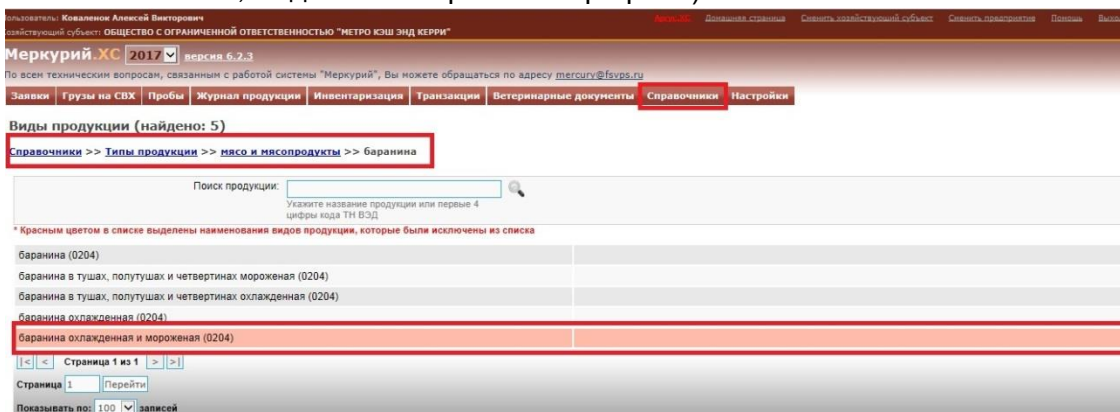 Пользователь: Коваленок Алексей Викторович
Аргус.ХС Домашняя страница Сменить хозяйствующий субъект Сменить предприятие Помощь
Хозяйствующий субъект: ОБЩЕСТВО С ОГРАНИЧЕННОЙ ОТВЕТСТВЕННОСТЬЮ "МЕТРО КЭШ ЭНД КЕРРИ"
Меркурий.ХС 2017 версия 6.2.3
По всем техническим вопросам, связанным с работой системы "Меркурий", Вы можете обращаться по адресу mercury@fsvps.ru
Заявки Грузы на СВХ Пробы Журнал продукции Инвентаризация Транзакции Ветеринарные документы Справочники Настройки
Виды продукции (найдено: 5)
Справочники >> Типы продукции >> мясо и мясопродукты >> баранина
Поиск продукции:
Укажите название продукции или первые 4
цифры кода ТН ВЭД
* Красным цветом в списке выделены наименования видов продукции, которые были исключены из списка
баранина (0204)
баранина в тушах, полутушах и четвертинах мороженая (0204)
баранина в тушах, полутушах и четвертинах охлажденная (0204)
баранина охлажденная (0204)
баранина охлажденная и мороженая (0204)
|< < Страница 1 из 1 > >|
Страница 1 Перейти
Показывать по: 100 записей